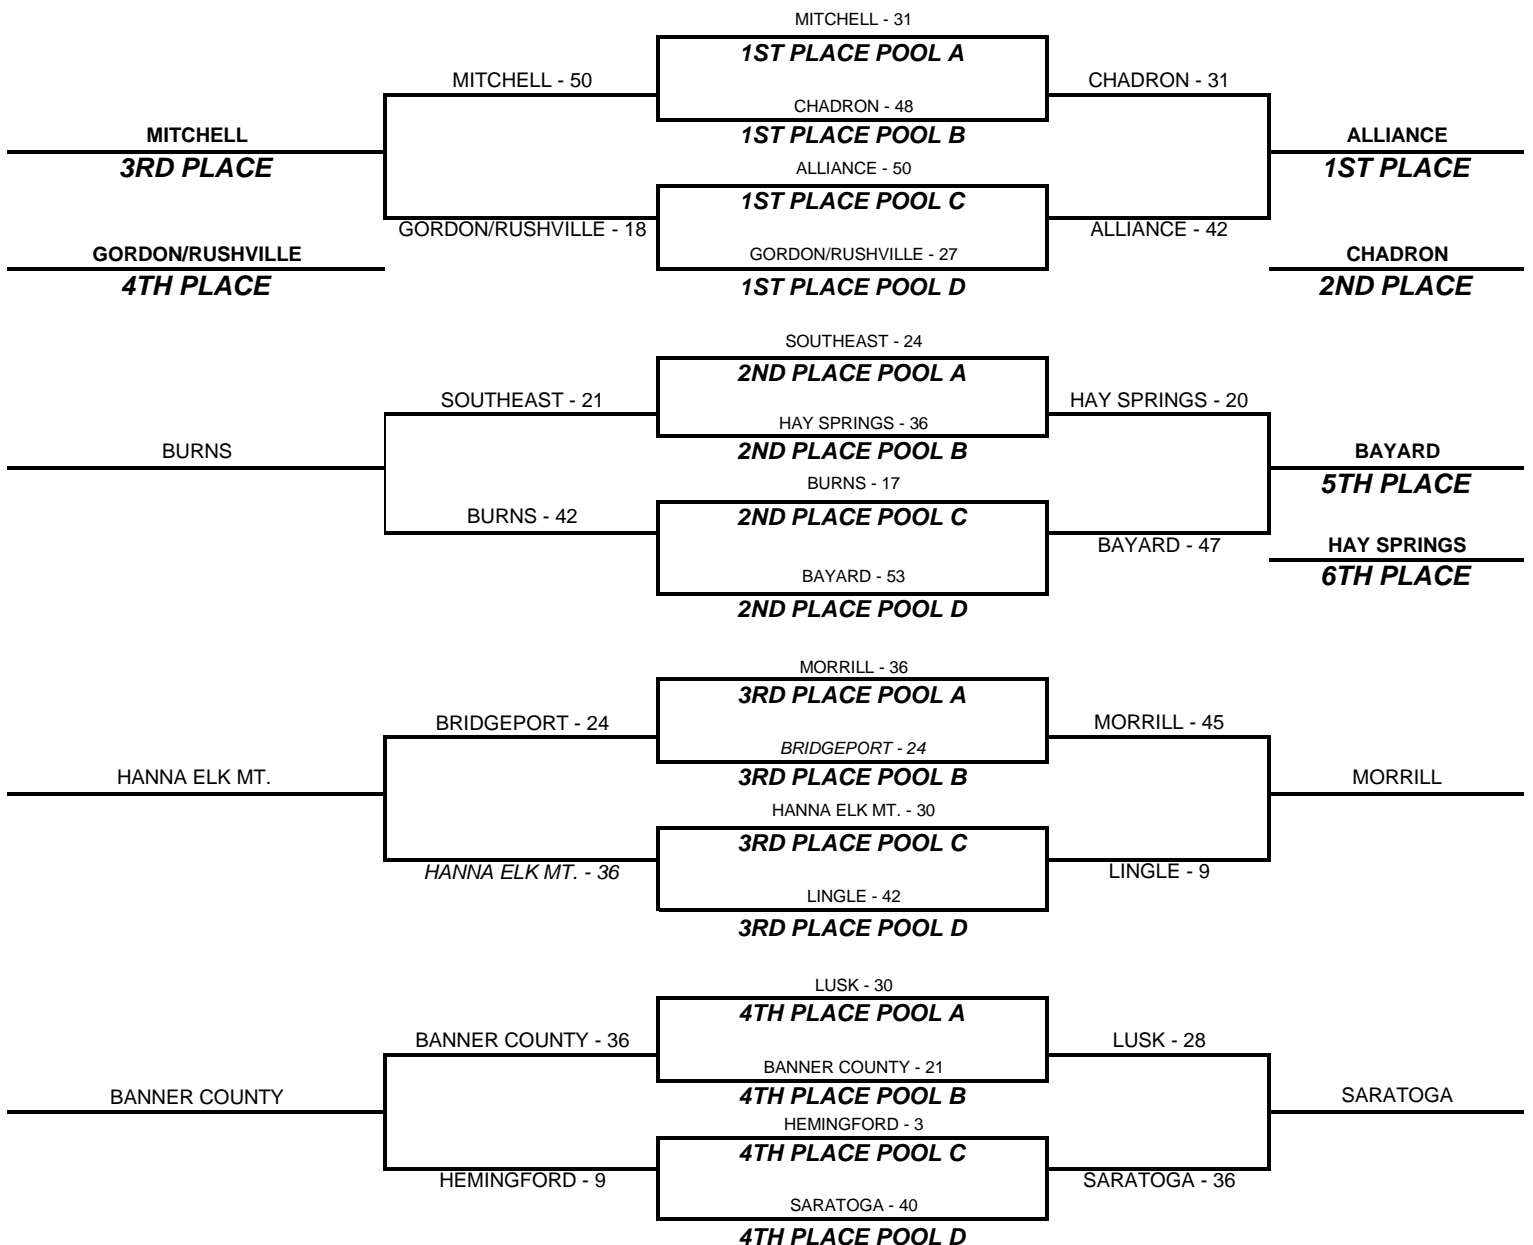 MITCHELL - 31
1ST PLACE POOL A
MITCHELL - 50
CHADRON - 31
CHADRON - 48
MITCHELL
1ST PLACE POOL B
ALLIANCE
3RD PLACE
ALLIANCE - 50
1ST PLACE
1ST PLACE POOL C
GORDON/RUSHVILLE - 18
ALLIANCE - 42
GORDON/RUSHVILLE
GORDON/RUSHVILLE - 27
CHADRON
4TH PLACE
1ST PLACE POOL D
2ND PLACE
SOUTHEAST - 24
2ND PLACE POOL A
SOUTHEAST - 21
HAY SPRINGS - 20
HAY SPRINGS - 36
BURNS
2ND PLACE POOL B
BAYARD
BURNS - 17
5TH PLACE
BURNS - 42
2ND PLACE POOL C
BAYARD - 47
HAY SPRINGS
BAYARD - 53
6TH PLACE
2ND PLACE POOL D
MORRILL - 36
3RD PLACE POOL A
BRIDGEPORT - 24
MORRILL - 45
BRIDGEPORT - 24
HANNA ELK MT.
3RD PLACE POOL B
MORRILL
HANNA ELK MT. - 30
3RD PLACE POOL C
HANNA ELK MT. - 36
LINGLE - 9
LINGLE - 42
3RD PLACE POOL D
LUSK - 30
4TH PLACE POOL A
BANNER COUNTY - 36
LUSK - 28
BANNER COUNTY - 21
BANNER COUNTY
4TH PLACE POOL B
SARATOGA
HEMINGFORD - 3
4TH PLACE POOL C
HEMINGFORD - 9
SARATOGA - 36
SARATOGA - 40
4TH PLACE POOL D